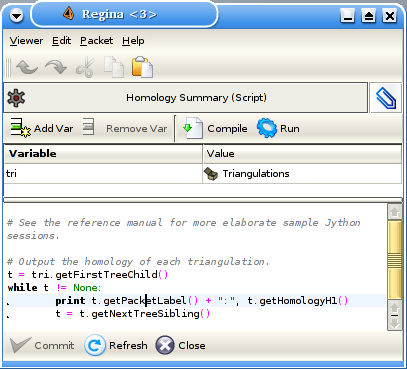 Regina <3>
Viewer Edit Packet Help
Homology Summary (Script)
Add Var Remove Var Compile Run
Variable Value
tri Triangulations
# See the reference manual for more elaborate sample Jython
sessions.
# Output the homology of each triangulation.
t = tri.getFirstTreeChild()
while t != None:
print t.getPacketLabel() + ":", t.getHomologyH1()
t = t.getNextTreeSibling()
Commit Refresh Close